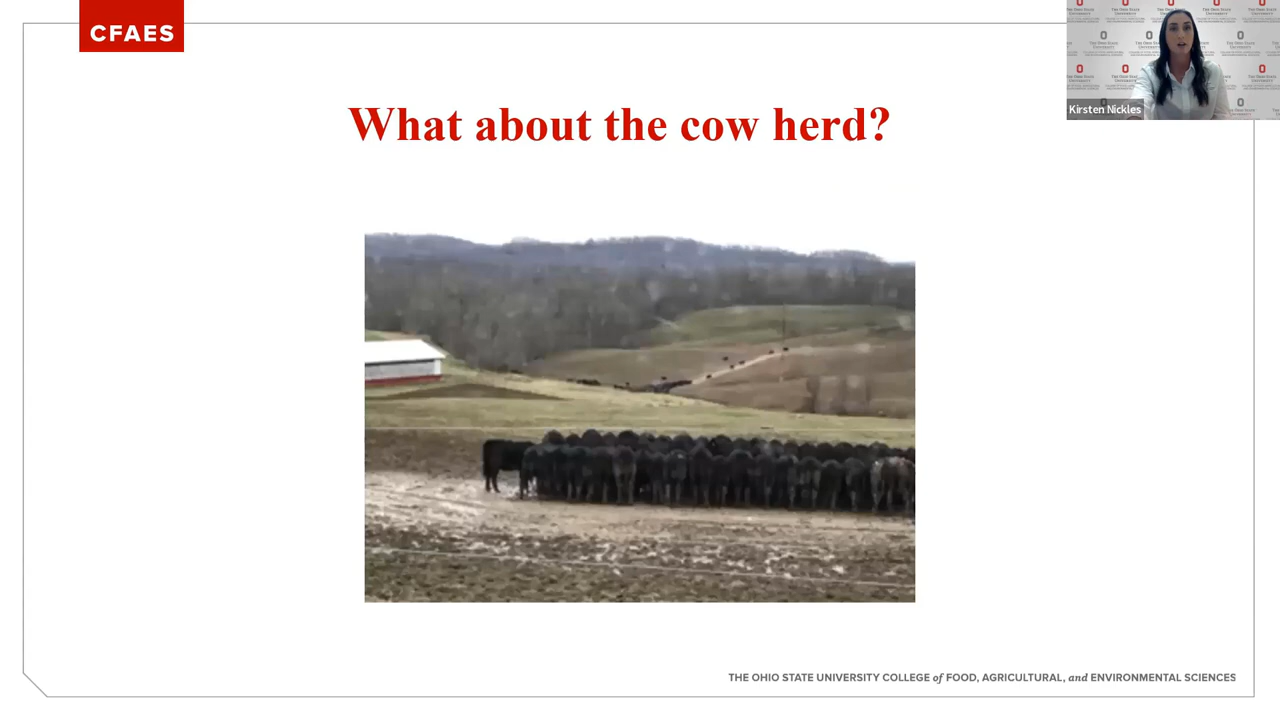 CFAES
What about the cow herd?
Kirsten Nickles
THE OHIO STATE UNIVERSITY COLLEGE of FOOD, AGRICULTURAL, and ENVIRONMENTAL SCIENCES